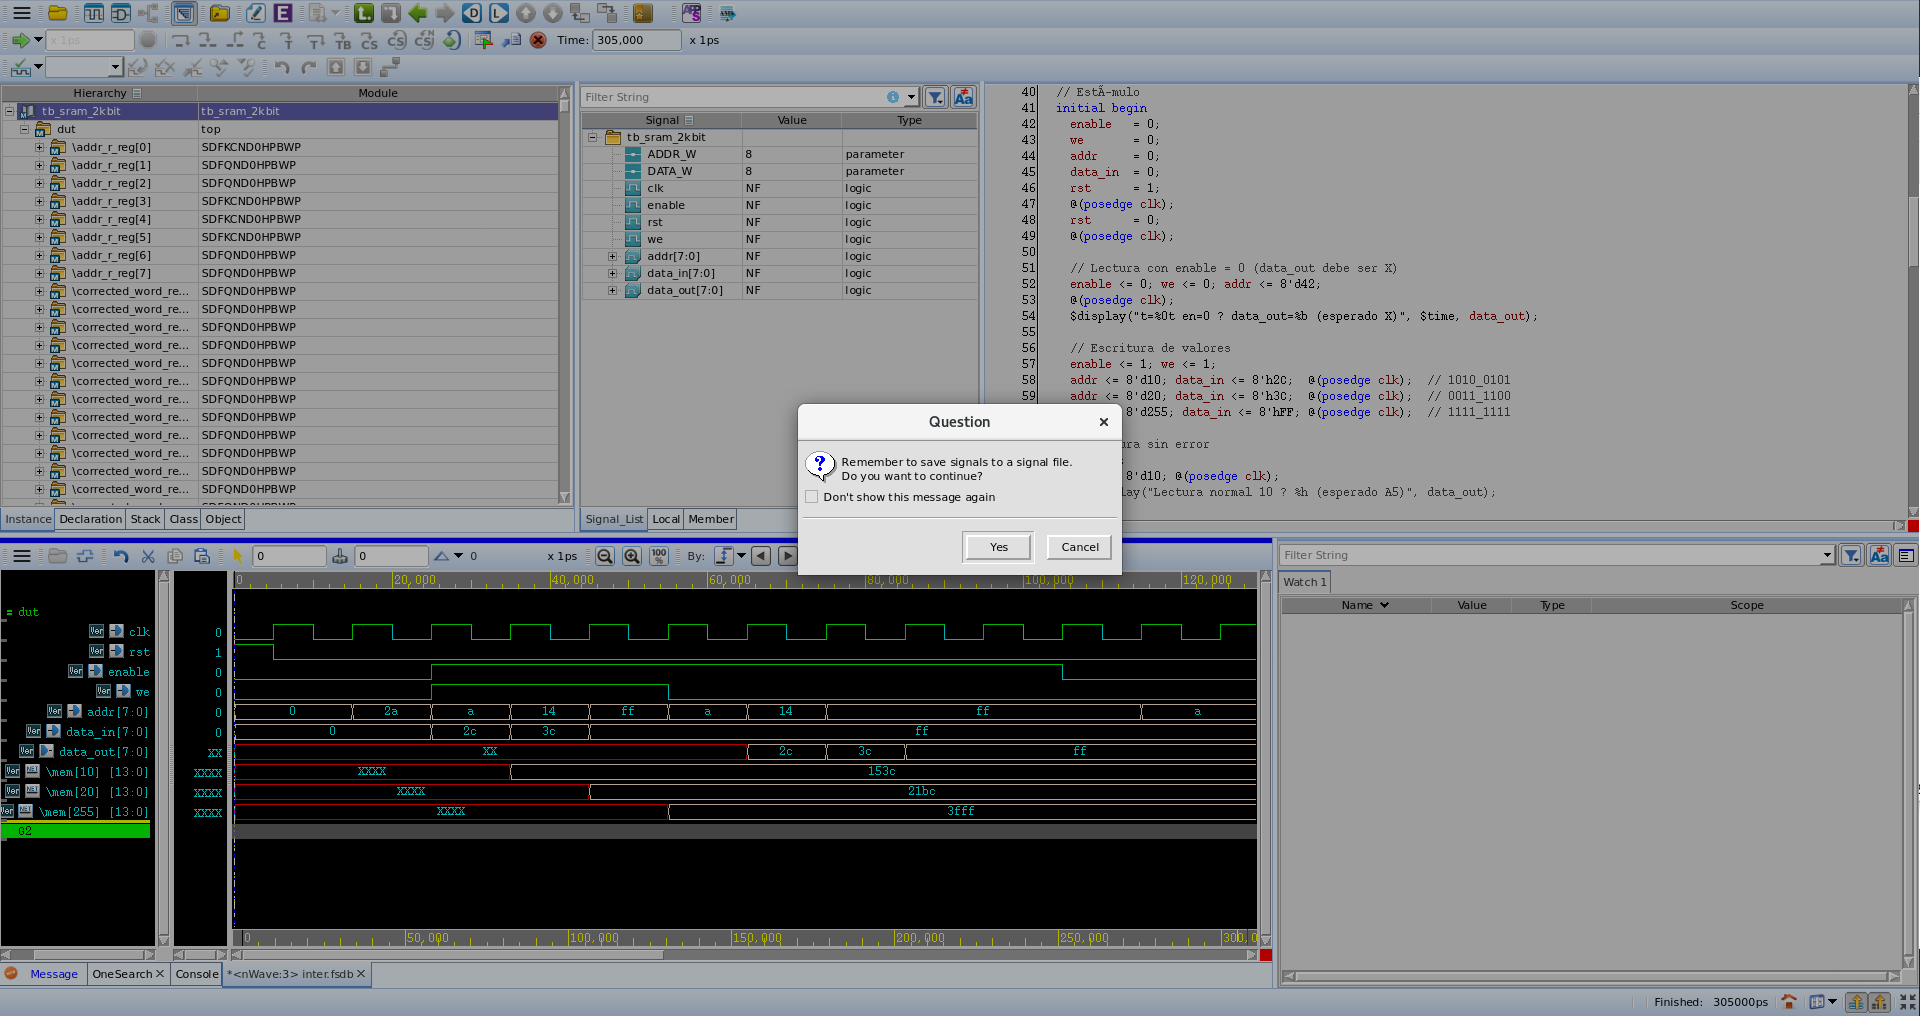 x 1ps
Time: 305,000 x 1ps
Hierarchy Module
tb_sram_2kbit tb_sram_2kbit
dut top
\addr_r_reg[0] SDFKCND0HPBWP
\addr_r_reg[1] SDFQND0HPBWP
\addr_r_reg[2] SDFQND0HPBWP
\addr_r_reg[3] SDFKCND0HPBWP
\addr_r_reg[4] SDFKCND0HPBWP
\addr_r_reg[5] SDFKCND0HPBWP
\addr_r_reg[6] SDFQND0HPBWP
\addr_r_reg[7] SDFQND0HPBWP
\corrected_word_re... SDFQND0HPBWP
\corrected_word_re... SDFQND0HPBWP
\corrected_word_re... SDFQND0HPBWP
\corrected_word_re... SDFQND0HPBWP
\corrected_word_re... SDFQND0HPBWP
\corrected_word_re... SDFQND0HPBWP
\corrected_word_re... SDFQND0HPBWP
\corrected_word_re... SDFQND0HPBWP
\corrected_word_re... SDFQND0HPBWP
\corrected_word_re... SDFQND0HPBWP
\corrected_word_re... SDFQND0HPBWP
\corrected_word_re... SDFQND0HPBWP
Instance Declaration Stack Class Object
Filter String
Signal Value Type
tb_sram_2kbit
ADDR_W 8 parameter
DATA_W 8 parameter
clk NF logic
enable NF logic
rst NF logic
we NF logic
addr[7:0] NF logic
data_in[7:0] NF logic
data_out[7:0] NF logic
Signal_List Local Member
40 // EstÃ-mulo
41 initial begin
42 enable = 0;
43 we = 0;
44 addr = 0;
45 data_in = 0;
46 rst = 1;
47 @(posedge clk);
48 rst = 0;
49 @(posedge clk);
50
51 // Lectura con enable = 0 (data_out debe ser X)
52 enable <= 0; we <= 0; addr <= 8'd42;
53 @(posedge clk);
54 $display("t=%0t en=0 ? data_out=%b (esperado X)", $time, data_out);
55
56 // Escritura de valores
57 enable <= 1; we <= 1;
58 addr <= 8'd10; data_in <= 8'h2C; @(posedge clk); // 1010_0101
59 addr <= 8'd20; data_in <= 8'h3C; @(posedge clk); // 0011_1100
8'd255; data_in <= 8'hFF; @(posedge clk); // 1111_1111
ura sin error
;
8'd10; @(posedge clk);
lay("Lectura normal 10 ? %h (esperado A5)", data_out);
Question
Remember to save signals to a signal file.
Do you want to continue?
Don't show this message again
Yes Cancel
0 0 0 x 1ps 100% By:
0 20,000 40,000 60,000 80,000 100,000 120,000
= dut
clk 0
rst 1
enable 0
we 0
addr[7:0] 0 0 2a a 14 ff a 14 ff a
data_in[7:0] 0 0 2c 3c ff
data_out[7:0] XX XX 2c 3c ff
\mem[10] [13:0] XXXX XXXX 153c
\mem[20] [13:0] XXXX XXXX 21bc
\mem[255] [13:0] XXXX XXXX 3fff
G2
0 50,000 100,000 150,000 200,000 250,000 300,0
Message OneSearch Console *<nWave:3> inter.fsdb
Filter String
Watch 1
Name Value Type Scope
Finished: 305000ps